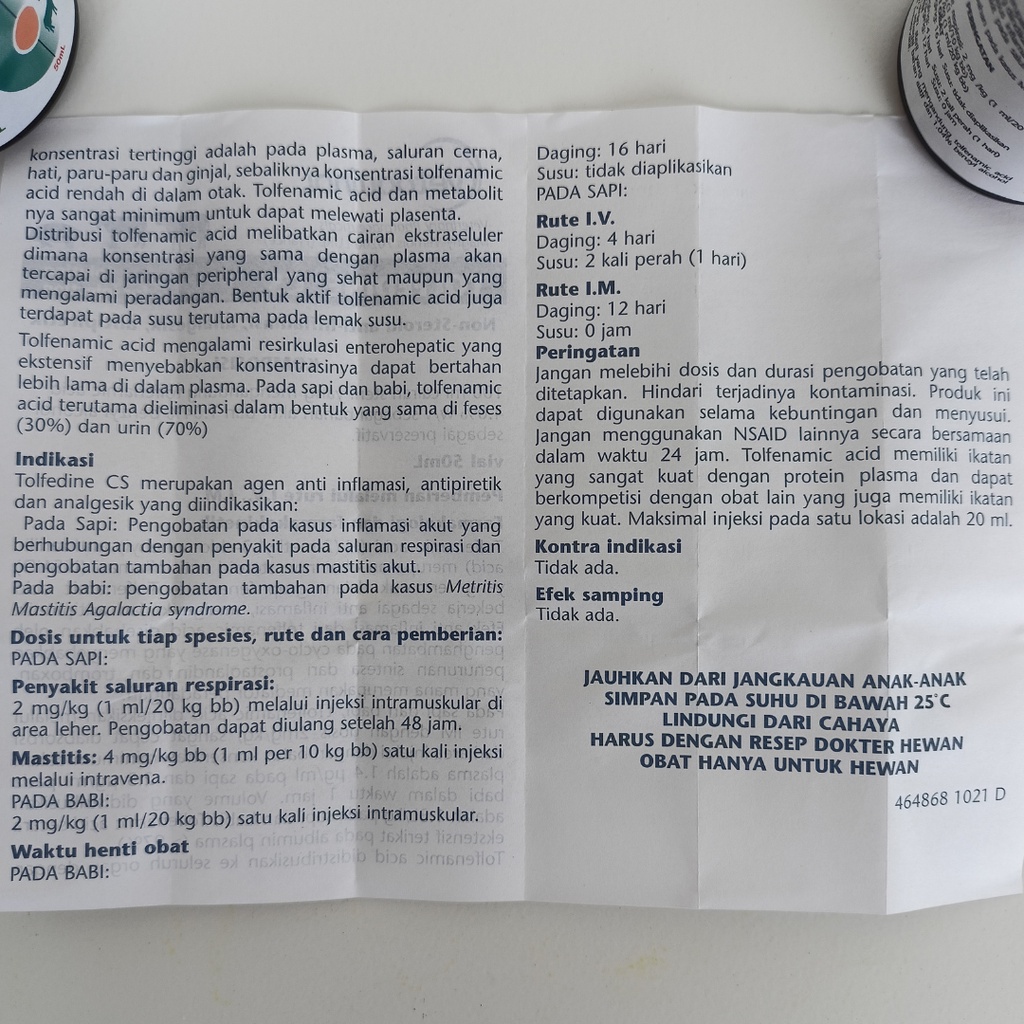 50mL
konsentrasi tertinggi adalah pada plasma, saluran cerna,
hati, paru-paru dan ginjal, sebaliknya konsentrasi tolfenamic
acid rendah di dalam otak. Tolfenamic acid dan metabolit
nya sangat minimum untuk dapat melewati plasenta.
Distribusi tolfenamic acid melibatkan cairan ekstraseluler
dimana konsentrasi yang sama dengan plasma akan
tercapai di jaringan peripheral yang sehat maupun yang
mengalami peradangan. Bentuk aktif tolfenamic acid juga
terdapat pada susu terutama pada lemak susu.
Tolfenamic acid mengalami resirkulasi enterohepatic yang
ekstensif menyebabkan konsentrasinya dapat bertahan
lebih lama di dalam plasma. Pada sapi dan babi, tolfenamic
acid terutama dieliminasi dalam bentuk yang sama di feses
(30%) dan urin (70%)
Indikasi
Tolfedine CS merupakan agen anti inflamasi, antipiretik
dan analgesik yang diindikasikan:
Pada Sapi: Pengobatan pada kasus inflamasi akut yang
berhubungan dengan penyakit pada saluran respirasi dan
pengobatan tambahan pada kasus mastitis akut.
Pada babi: pengobatan tambahan pada kasus Metritis
Mastitis Agalactia syndrome.
Dosis untuk tiap spesies, rute dan cara pemberian:
PADA SAPI:
Penyakit saluran respirasi:
2 mg/kg (1 ml/20 kg bb) melalui injeksi intramuskular di
area leher. Pengobatan dapat diulang setelah 48 jam.
Mastitis: 4 mg/kg bb (1 ml per 10 kg bb) satu kali injeksi
melalui intravena.
PADA BABI:
2 mg/kg (1 ml/20 kg bb) satu kali injeksi intramuskular.
Waktu henti obat
PADA BABI:
Daging: 16 hari
Susu: tidak diaplikasikan
PADA SAPI:
Rute I.V.
Daging: 4 hari
Susu: 2 kali perah (1 hari)
Rute I.M.
Daging: 12 hari
Susu: 0 jam
Peringatan
Jangan melebihi dosis dan durasi pengobatan yang telah
ditetapkan. Hindari terjadinya kontaminasi. Produk ini
dapat digunakan selama kebuntingan dan menyusui.
Jangan menggunakan NSAID lainnya secara bersamaan
dalam waktu 24 jam. Tolfenamic acid memiliki ikatan
yang sangat kuat dengan protein plasma dan dapat
berkompetisi dengan obat lain yang juga memiliki ikatan
yang kuat. Maksimal injeksi pada satu lokasi adalah 20 ml.
Kontra indikasi
Tidak ada.
Efek samping
Tidak ada.
JAUHKAN DARI JANGKAUAN ANAK-ANAK
SIMPAN PADA SUHU DI BAWAH 25°C
LINDUNGI DARI CAHAYA
HARUS DENGAN RESEP DOKTER HEWAN
OBAT HANYA UNTUK HEWAN
464868 1021 D